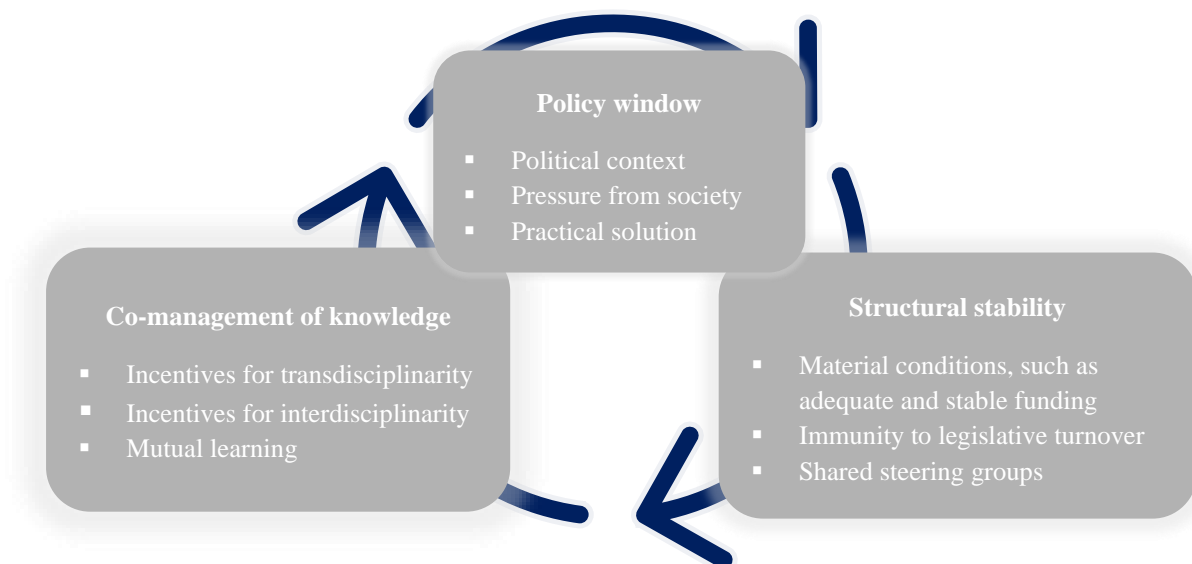 Policy window
▪ Political context
▪ Pressure from society
▪ Practical solution
Co-management of knowledge
▪ Incentives for transdisciplinarity
▪ Incentives for interdisciplinarity
▪ Mutual learning
Structural stability
▪ Material conditions, such as
adequate and stable funding
▪ Immunity to legislative turnover
▪ Shared steering groups